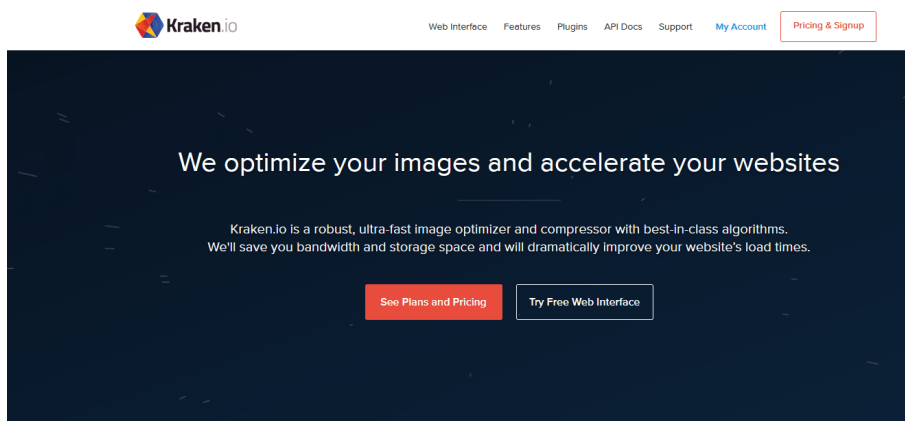 Kraken.io
Web Interface Features Plugins API Docs Support My Account Pricing & Signup
We optimize your images and accelerate your websites
Kraken.io is a robust, ultra-fast image optimizer and compressor with best-in-class algorithms.
We'll save you bandwidth and storage space and will dramatically improve your website's load times.
See Plans and Pricing Try Free Web Interface